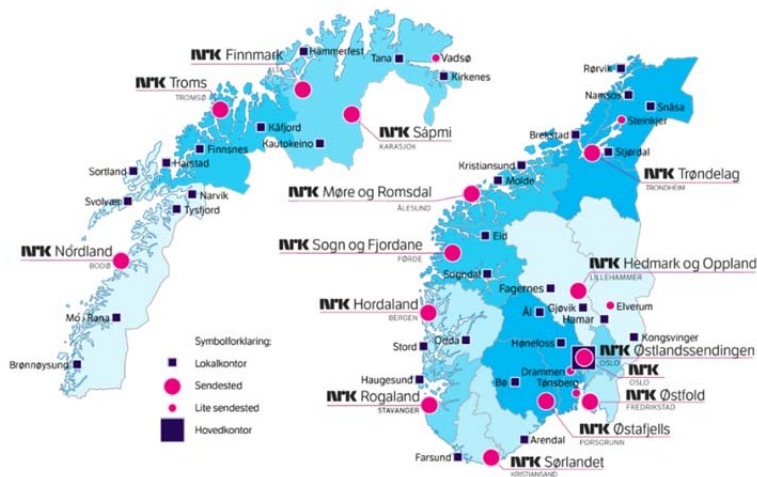 NRK Finnmark
ALTA
Hammerfest
Tana
Vadsø
Kirkenes
NRK Troms
TROMSØ
Kåfjord
Kautokeino
NRK Sápmi
KARASJOK
Finnsnes
Harstad
Sortland
Svolvær
Narvik
Tysfjord
NRK Nordland
BODØ
Mo i Rana
Brønnøysund
Symbolforklaring:
Lokalkontor
Sendested
Lite sendested
Hovedkontor
Rørvik
Namsos
Snåsa
Steinkjer
Brekstad
Stjørdal
NRK Trøndelag
TRONDHEIM
Kristiansund
Molde
NRK Møre og Romsdal
ÅLESUND
Eid
NRK Sogn og Fjordane
FØRDE
Sogndal
NRK Hedmark og Oppland
LILLEHAMMER
Fagernes
Gjøvik
Elverum
Hamar
Ål
NRK Hordaland
BERGEN
Kongsvinger
Stord
Odda
Hønefoss
NRK Østlandssendingen
OSLO
Drammen
NRK
OSLO
Haugesund
Bø
Tønsberg
NRK Rogaland
STAVANGER
NRK Østfold
FREDRIKSTAD
NRK Østafjells
PORSGRUNN
Arendal
Farsund
NRK Sørlandet
KRISTIANSAND